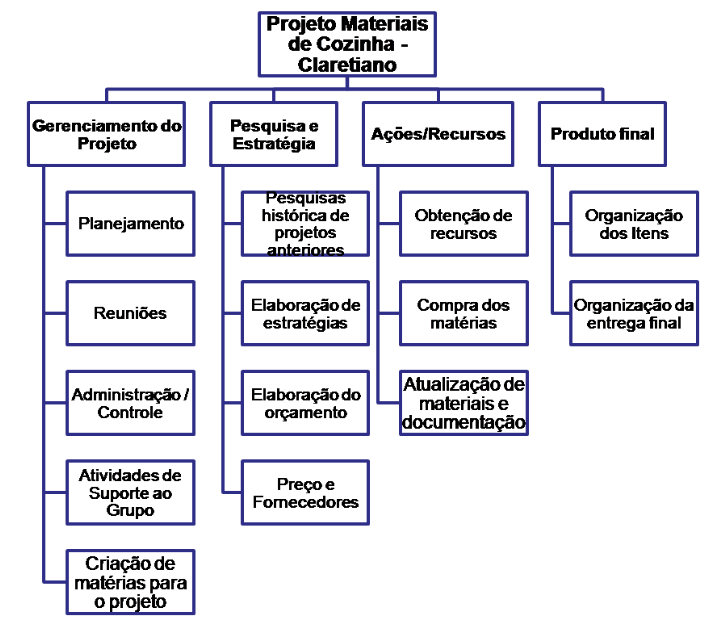 Projeto Materiais
de Cozinha -
Claretiano
Gerenciamento do
Projeto
Pesquisa e
Estratégia
Ações/Recursos
Produto final
Planejamento
Reuniões
Administração /
Controle
Atividades de
Suporte ao
Grupo
Criação de
matérias para
o projeto
Pesquisas
histórica de
projetos
anteriores
Elaboração de
estratégias
Elaboração do
orçamento
Preço e
Fornecedores
Obtenção de
recursos
Compra dos
matérias
Atualização de
materiais e
documentação
Organização
dos Itens
Organização da
entrega final